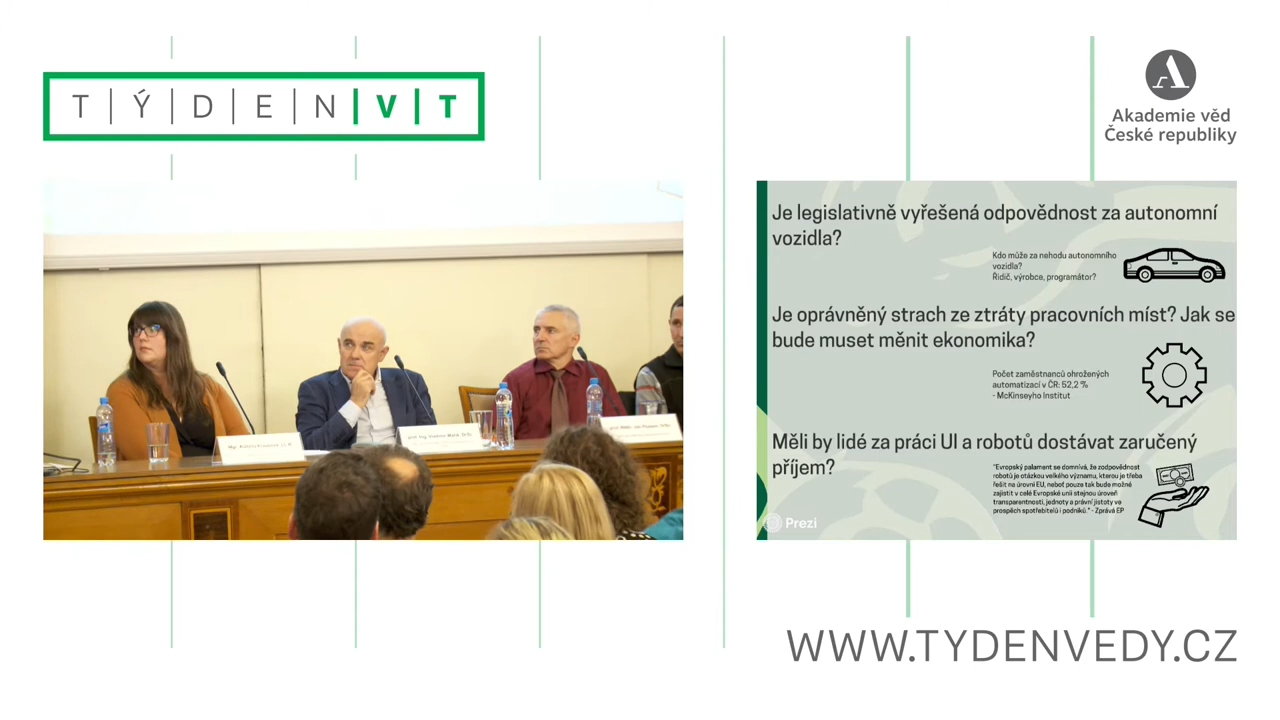 TÝDENVT
Akademie věd
České republiky
Je legislativně vyřešená odpovědnost za autonomní
vozidla?
Kdo může za nehodu autonomního
vozidla?
Řidič, výrobce, programátor?
Je oprávněný strach ze ztráty pracovních míst? Jak se
bude muset měnit ekonomika?
Počet zaměstnanců ohrožených
automatizací v ČR: 52,2 %
- McKinseyho Institut
Měli by lidé za práci UI a robotů dostávat zaručený
příjem?
"Evropský palament se domnívá, že zodpovědnost
robotů je otázkou velkého významu, kterou je třeba
řešit na úrovni EU, neboť pouze tak bude možné
zajistit v celé Evropské unii stejnou úroveň
transparentnosti, jednoty a právní jistoty ve
prospěch spotřebitelů i podniků." - Zpráva EP
Prezi
WWW.TYDENVEDY.CZ